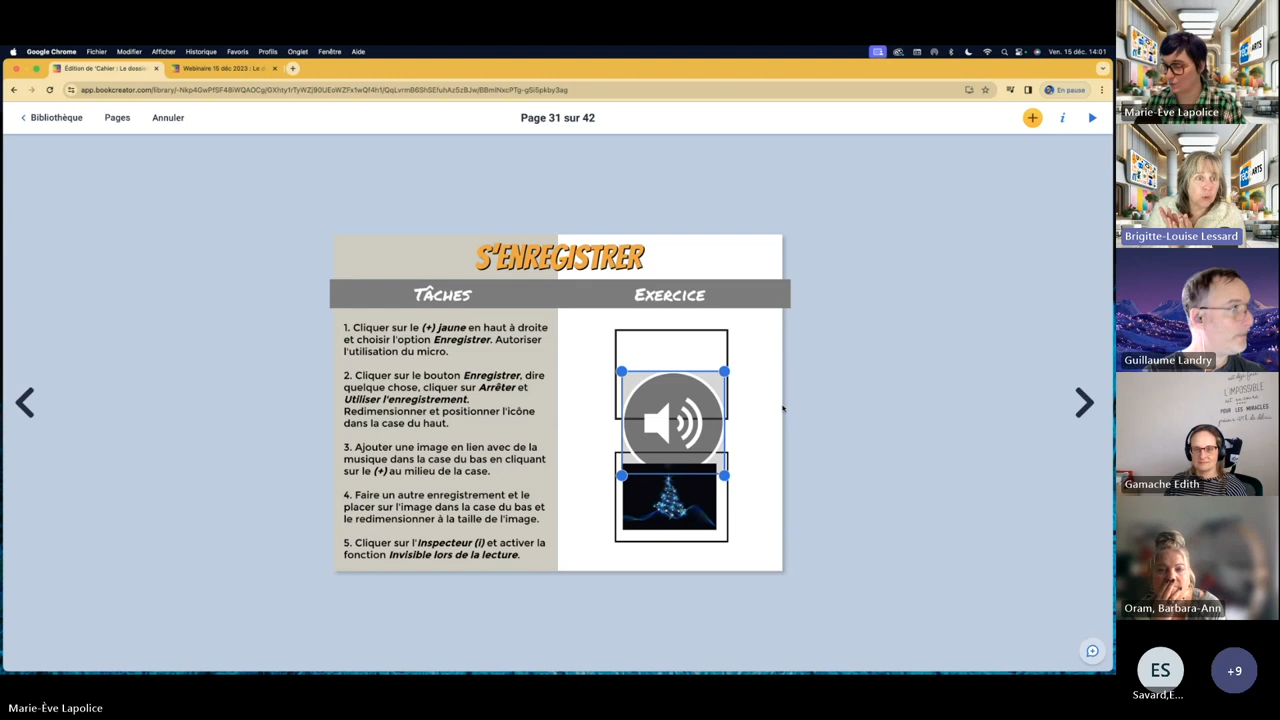 Google Chrome Fichier Modifier Afficher Historique Favoris Profils Onglet Fenêtre Aide
Ven. 15 déc. 14:01
Édition de 'Cahier : Le dossie
Webinaire 15 déc 2023 : Le d
En pause
Bibliothèque
Pages
Annuler
Page 31 sur 42
S'ENREGISTRER
TÂCHES
EXERCICE
1. Cliquer sur le (+) jaune en haut à droite
et choisir l'option Enregistrer. Autoriser
l'utilisation du micro.
2. Cliquer sur le bouton Enregistrer, dire
quelque chose, cliquer sur Arrêter et
Utiliser l'enregistrement.
Redimensionner et positionner l'icône
dans la case du haut.
3. Ajouter une image en lien avec de la
musique dans la case du bas en cliquant
sur le (+) au milieu de la case.
4. Faire un autre enregistrement et le
placer sur l'image dans la case du bas et
le redimensionner à la taille de l'image.
5. Cliquer sur l'Inspecteur (i) et activer la
fonction Invisible lors de la lecture.
Marie-Ève Lapolice
ARTS
Brigitte-Louise Lessard
Guillaume Landry
L'IMPOSSIBLE
POUR LES MIRACLES
Gamache Edith
Oram, Barbara-Ann
ES
Savard,E...
+9
Marie-Ève Lapolice